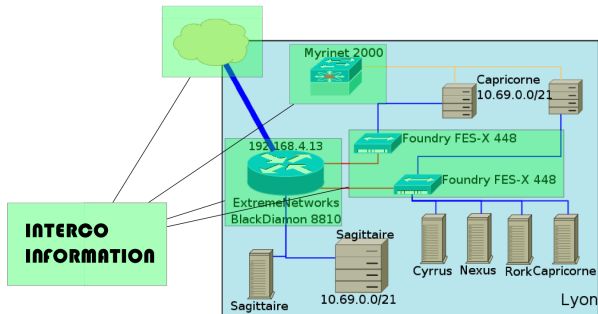 Myrinet 2000
Capricorne
10.69.0.0/21
192.168.4.13
Foundry FES-X 448
Foundry FES-X 448
ExtremeNetworks
BlackDiamon 8810
INTERCO
INFORMATION
Sagittaire
10.69.0.0/21
Sagittaire
Cyrrus
Nexus
Rork
Capricorne
Lyon